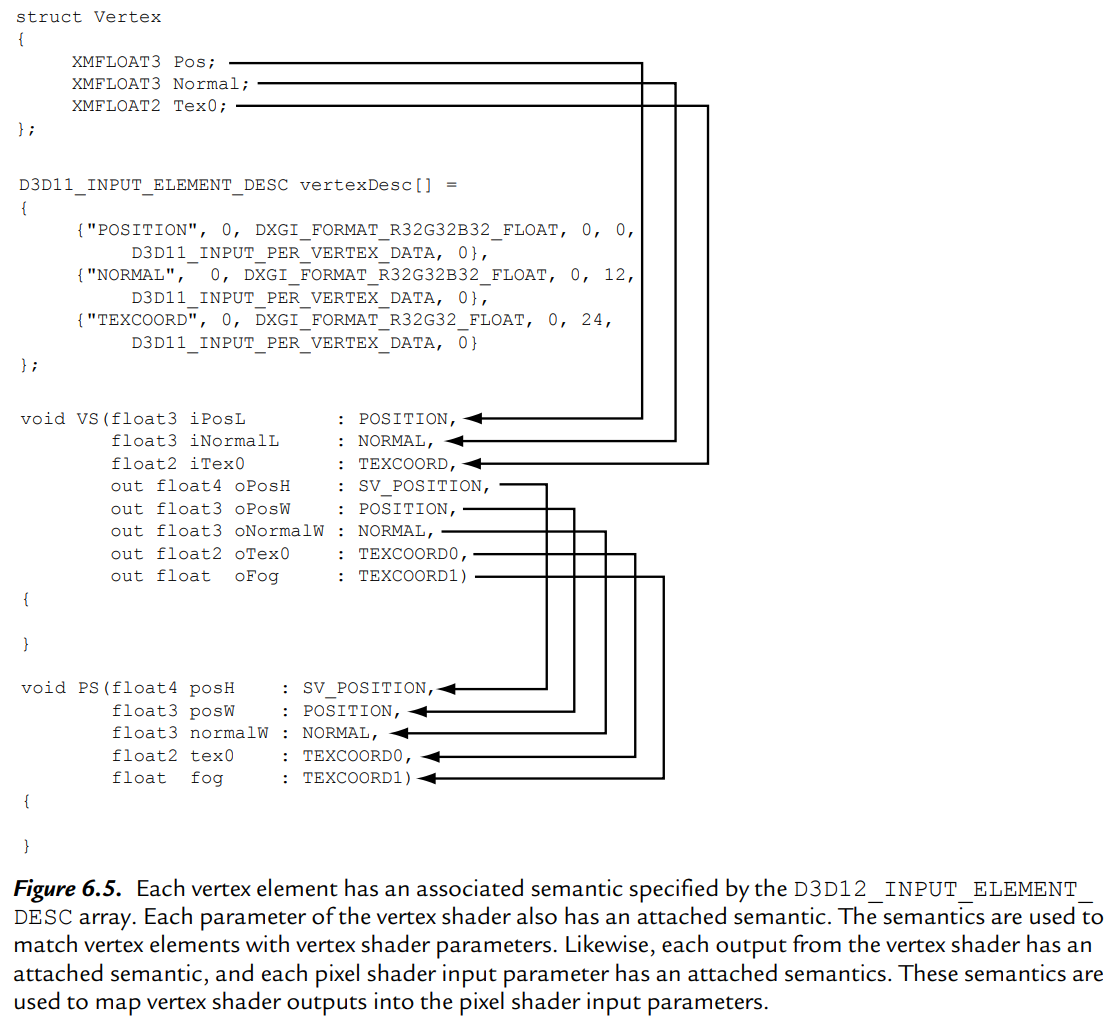 struct Vertex
{
XMFLOAT3 Pos;
XMFLOAT3 Normal;
XMFLOAT2 Tex0;
};
D3D11_INPUT_ELEMENT_DESC vertexDesc[] =
{
{"POSITION", 0, DXGI_FORMAT_R32G32B32_FLOAT, 0, 0,
D3D11_INPUT_PER_VERTEX_DATA, 0},
{"NORMAL", 0, DXGI_FORMAT_R32G32B32_FLOAT, 0, 12,
D3D11_INPUT_PER_VERTEX_DATA, 0},
{"TEXCOORD", 0, DXGI_FORMAT_R32G32_FLOAT, 0, 24,
D3D11_INPUT_PER_VERTEX_DATA, 0}
};
void VS(float3 iPosL : POSITION,
float3 iNormalL : NORMAL,
float2 iTex0 : TEXCOORD,
out float4 oPosH : SV_POSITION,
out float3 oPosW : POSITION,
out float3 oNormalW : NORMAL,
out float2 oTex0 : TEXCOORD0,
out float oFog : TEXCOORD1)
{
}
void PS(float4 posH : SV_POSITION,
float3 posW : POSITION,
float3 normalW : NORMAL,
float2 tex0 : TEXCOORD0,
float fog : TEXCOORD1)
{
}
Figure 6.5. Each vertex element has an associated semantic specified by the D3D12_INPUT_ELEMENT_
DESC array. Each parameter of the vertex shader also has an attached semantic. The semantics are used to
match vertex elements with vertex shader parameters. Likewise, each output from the vertex shader has an
attached semantic, and each pixel shader input parameter has an attached semantics. These semantics are
used to map vertex shader outputs into the pixel shader input parameters.